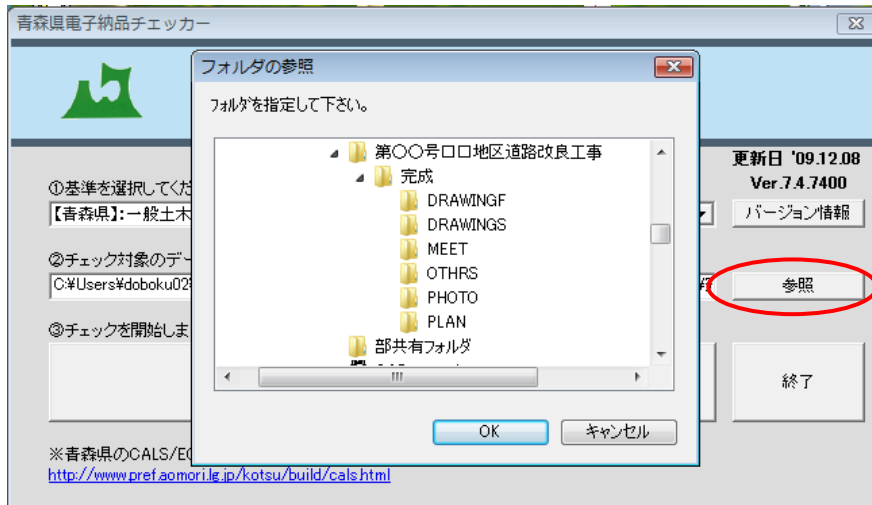 青森県電子納品チェッカー
フォルダの参照
フォルダを指定して下さい。
第〇〇号口口地区道路改良工事
完成
DRAWINGF
DRAWINGS
MEET
OTHRS
PHOTO
PLAN
部共有フォルダ
OK
キャンセル
更新日 '09.12.08
Ver.7.4.7400
①基準を選択してくだ
【青森県】:一般土木
バージョン情報
②チェック対象のデー
C:¥Users¥doboku02
参照
③チェックを開始しま
終了
※青森県のCALS/E
http://www.pref.aomori.lg.jp/kotsu/build/cals.html